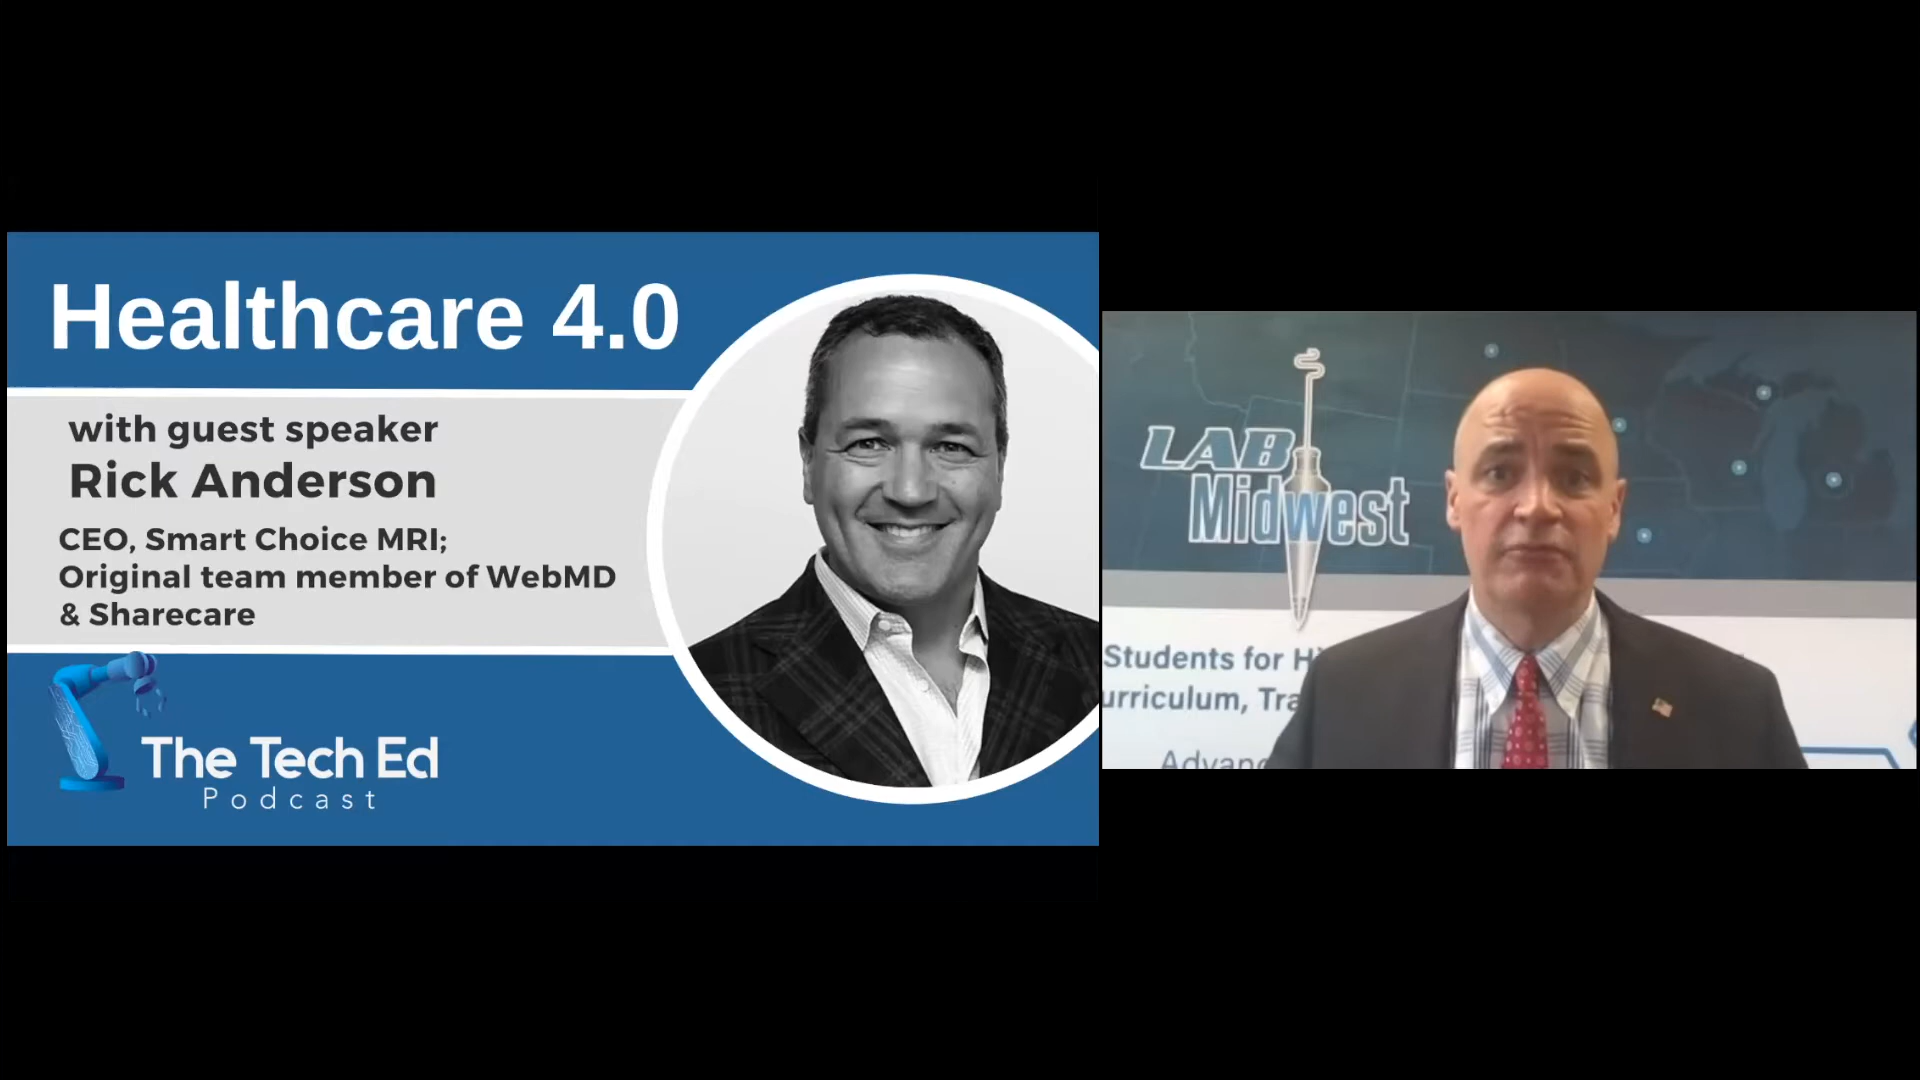 Healthcare 4.0
with guest speaker
Rick Anderson
CEO, Smart Choice MRI;
Original team member of WebMD
& Sharecare
The Tech Ed
Podcast
LAB
Midwest
Students for H
urriculum, Tra
Advanc